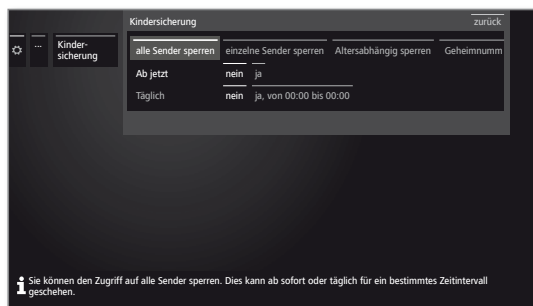 Kindersicherung zurück
... Kinder-
sicherung
alle Sender sperren einzelne Sender sperren Altersabhängig sperren Geheimnumm
Ab jetzt nein ja
Täglich nein ja, von 00:00 bis 00:00
Sie können den Zugriff auf alle Sender sperren. Dies kann ab sofort oder täglich für ein bestimmtes Zeitintervall
geschehen.